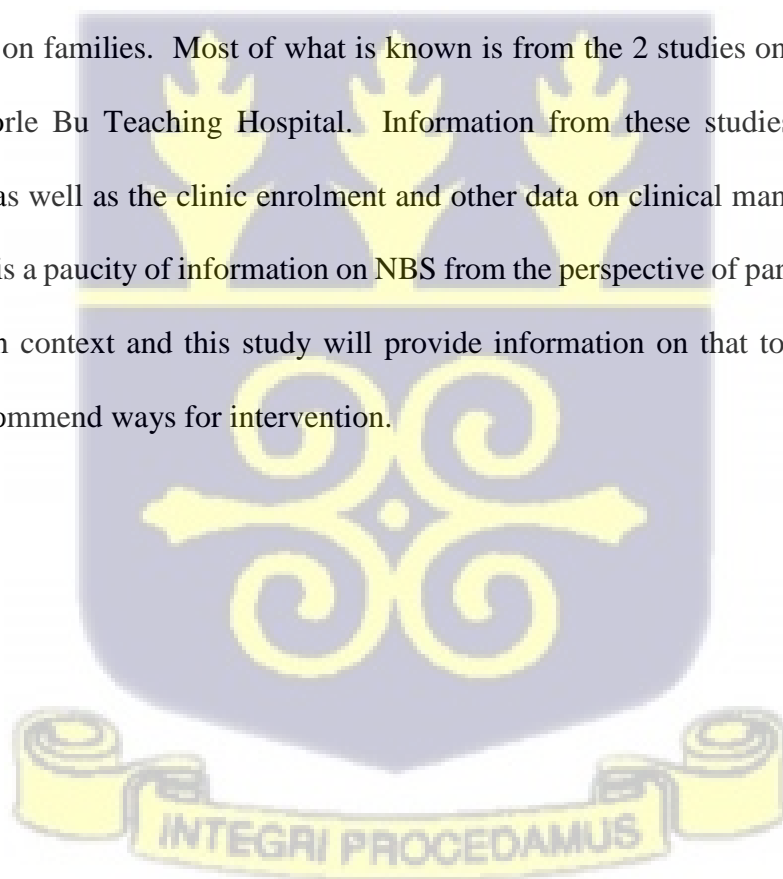 on families. Most of what is known is from the 2 studies on
orle Bu Teaching Hospital. Information from these studies
as well as the clinic enrolment and other data on clinical man
is a paucity of information on NBS from the perspective of par
n context and this study will provide information on that to
ommend ways for intervention.
INTEGRI PROCEDAMUS